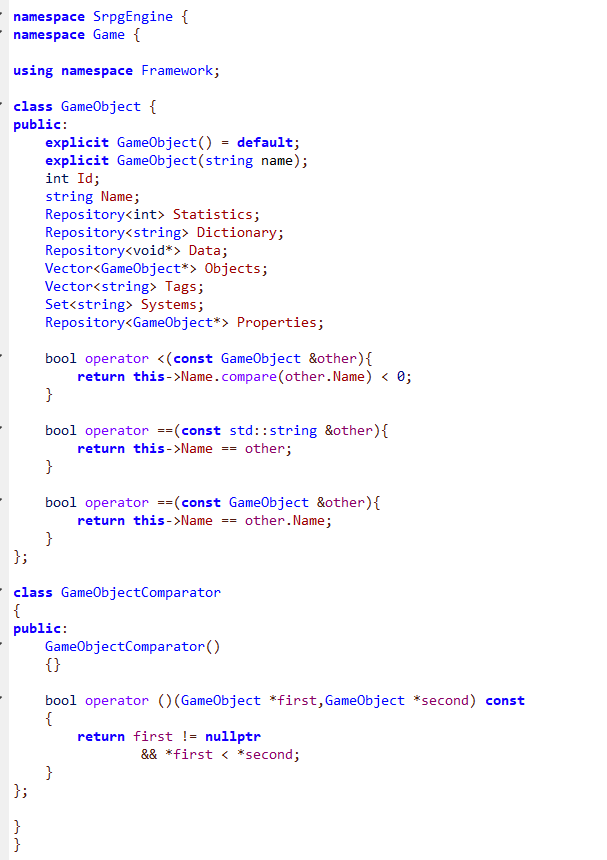 namespace SrpgEngine {
namespace Game {
using namespace Framework;
class GameObject {
public:
    explicit GameObject() = default;
    explicit GameObject(string name);
    int Id;
    string Name;
    Repository<int> Statistics;
    Repository<string> Dictionary;
    Repository<void*> Data;
    Vector<GameObject*> Objects;
    Vector<string> Tags;
    Set<string> Systems;
    Repository<GameObject*> Properties;
    bool operator <(const GameObject &other){
        return this->Name.compare(other.Name) < 0;
    }
    bool operator ==(const std::string &other){
        return this->Name == other;
    }
    bool operator ==(const GameObject &other){
        return this->Name == other.Name;
    }
};
class GameObjectComparator
{
public:
    GameObjectComparator()
    {}
    bool operator ()(GameObject *first,GameObject *second) const
    {
        return first != nullptr
                && *first < *second;
    }
};
}
}